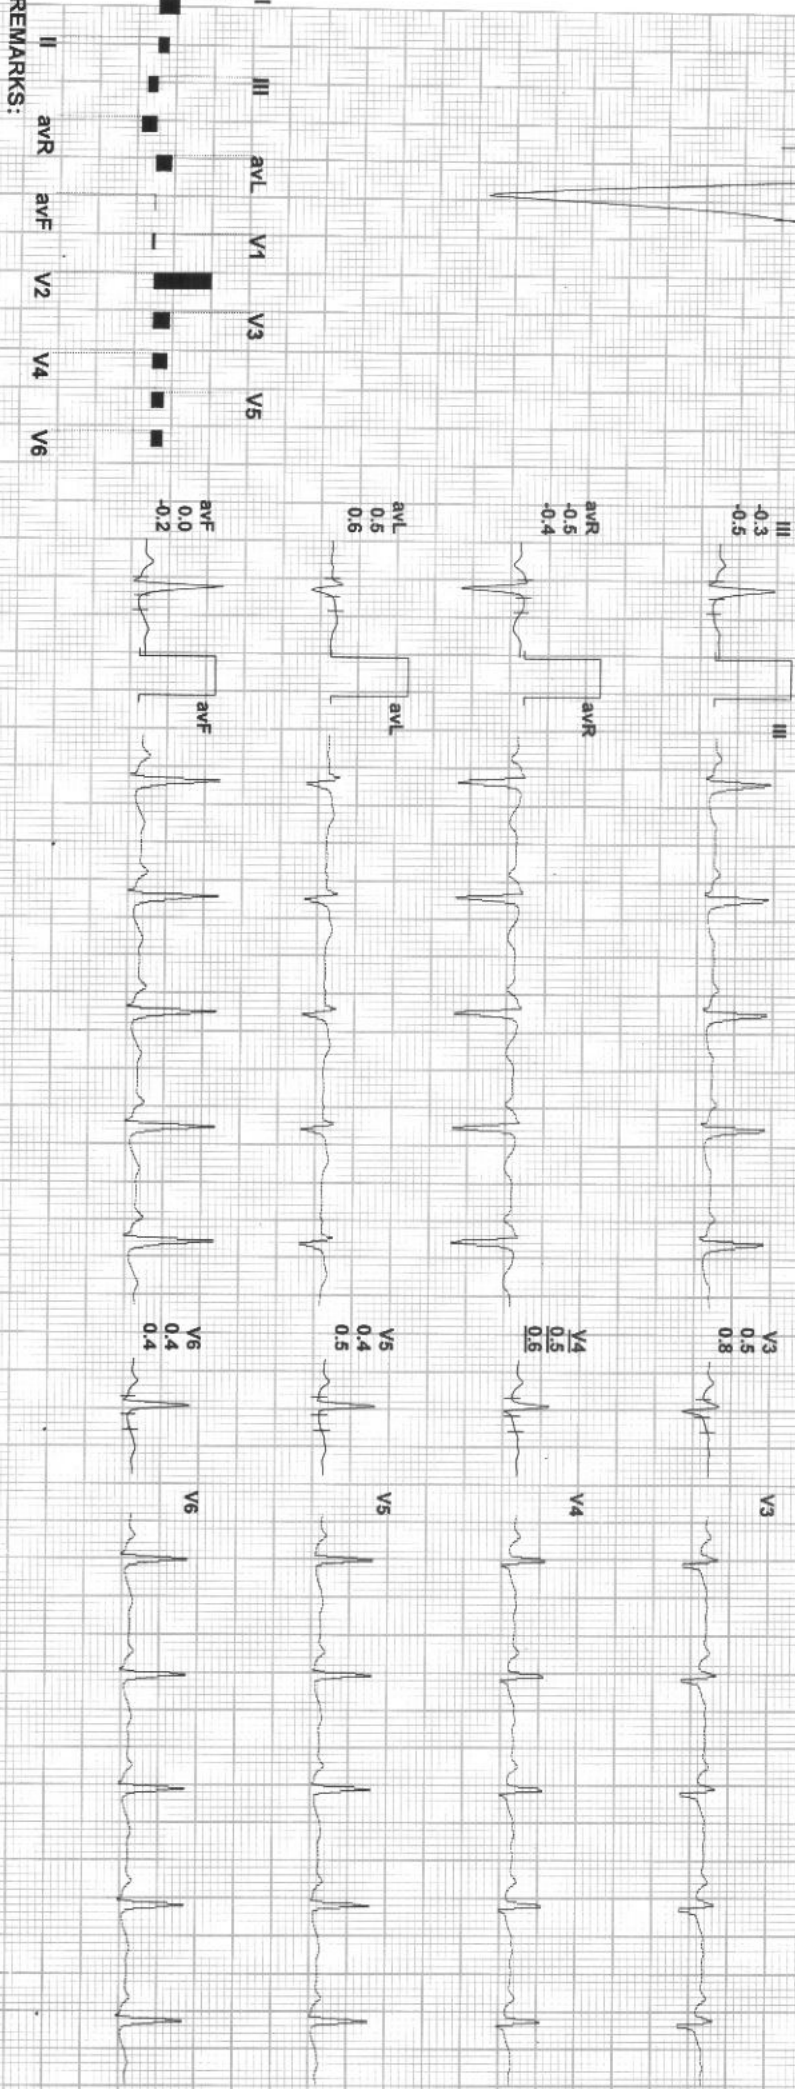 III
-0.3
-0.5
III
V3
0.5
0.8
V3
avR
-0.5
-0.4
avR
V4
0.5
0.6
V4
avL
0.5
0.6
avL
V5
0.4
0.5
V5
avF
0.0
-0.2
avF
V6
0.4
0.4
V6
I III avL V1 V3 V5
II avR avF V2 V4 V6
REMARKS: